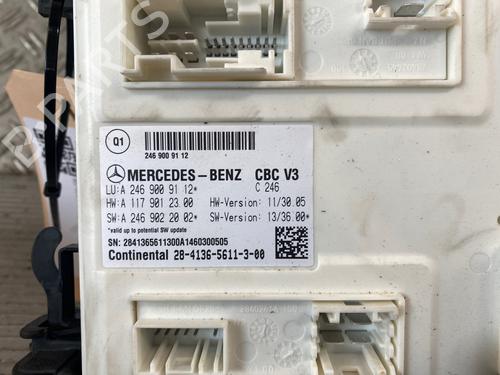 Q1
246 900 91 12
MERCEDES-BENZ CBC V3
LU:A 246 900 91 12* C 246
HW:A 117 901 23 00 HW-Version: 11/30.05
SW:A 246 902 20 02* SW-Version: 13/36.00*
*valid up to potential SW update
SN: 2841365611300A1460300505
Continental 28-4136-5611-3-00